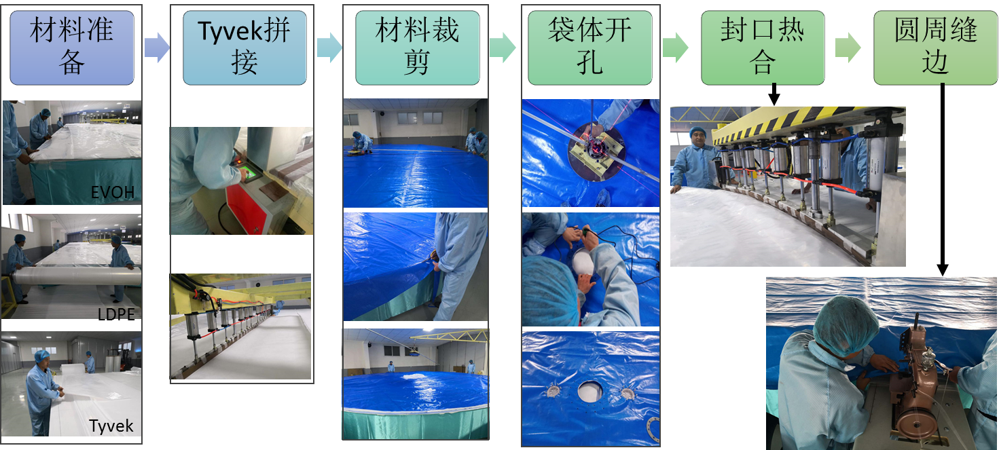 材料准
备
Tyvek拼
接
材料裁
剪
袋体开
孔
封口热
合
圆周缝
边
EVOH
LDPE
Tyvek